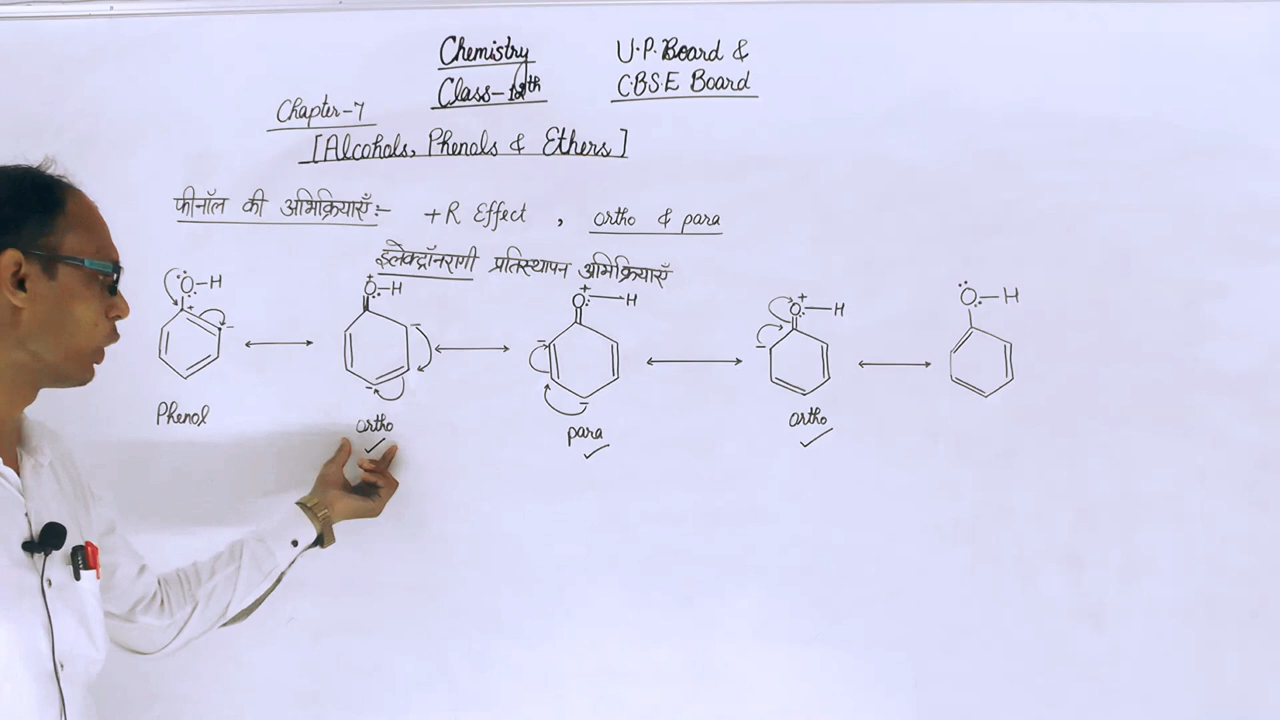 Chemistry
Class-12th
U.P. Board &
C.B.S.E Board
Chapter-7
[Alcohols, Phenols & Ethers]
फीनॉल की अभिक्रियाएँ:- +R Effect , ortho & para
इलेक्ट्रॉनरागी प्रतिस्थापन अभिक्रियाएँ
:Ö-H
+
-
+
Ö-H
-
-
+
O:-H
-
-
+
O:-H
-
Ö:-H
Phenol
ortho
para
ortho